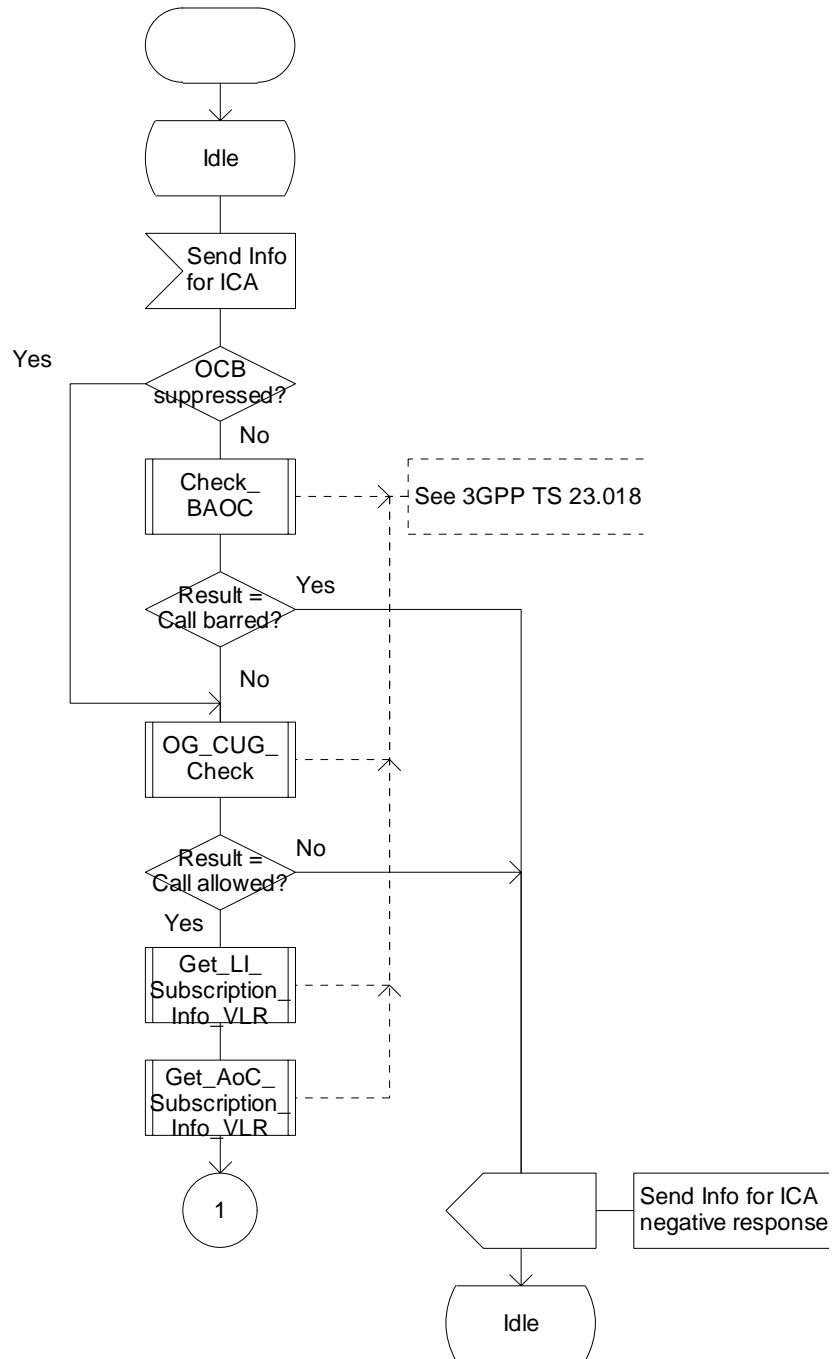 Idle
Send Info
for ICA
Yes
OCB
suppressed?
No
Check_
BAOC
See 3GPP TS 23.018
Result =
Call barred?
Yes
No
OG_CUG_
Check
Result =
Call allowed?
No
Yes
Get_LI_
Subscription_
Info_VLR
Get_AoC_
Subscription_
Info_VLR
1
Send Info for ICA
negative response
Idle